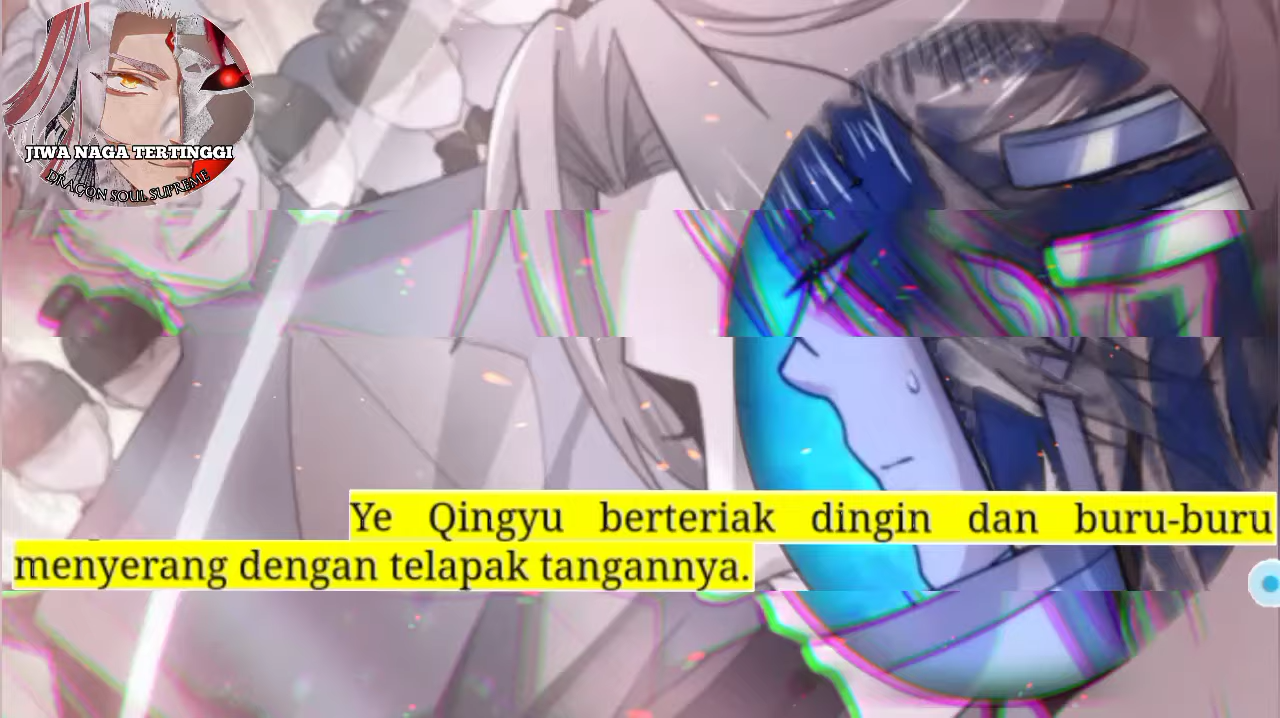 JIWA NAGA TERTINGGI
DRAGON SOUL SUPREME
Ye Qingyu berteriak dingin dan buru-buru
menyerang dengan telapak tangannya.